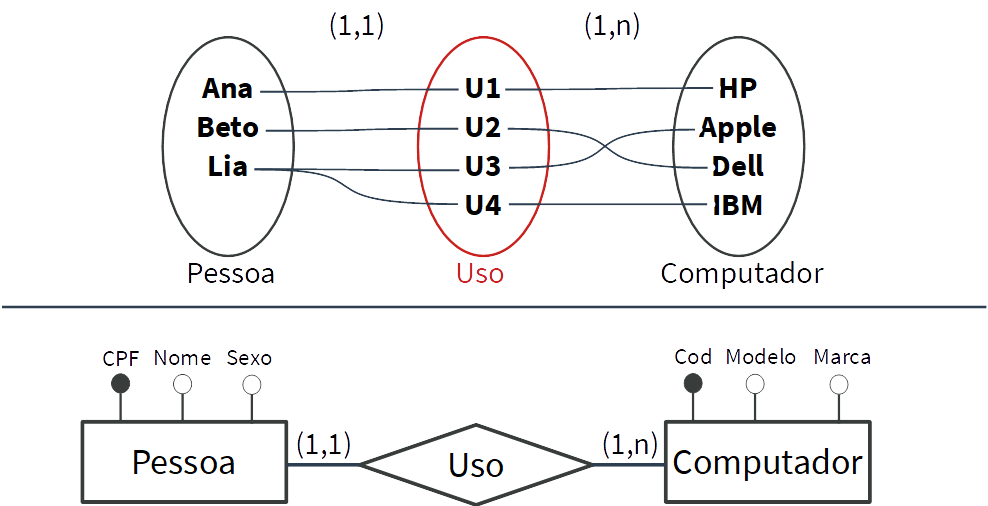 (1,1) (1,n)
Ana U1 HP
Beto U2 Apple
Lia U3 Dell
U4 IBM
Pessoa Uso Computador
CPF Nome Sexo Cod Modelo Marca
(1,1) (1,n)
Pessoa Uso Computador